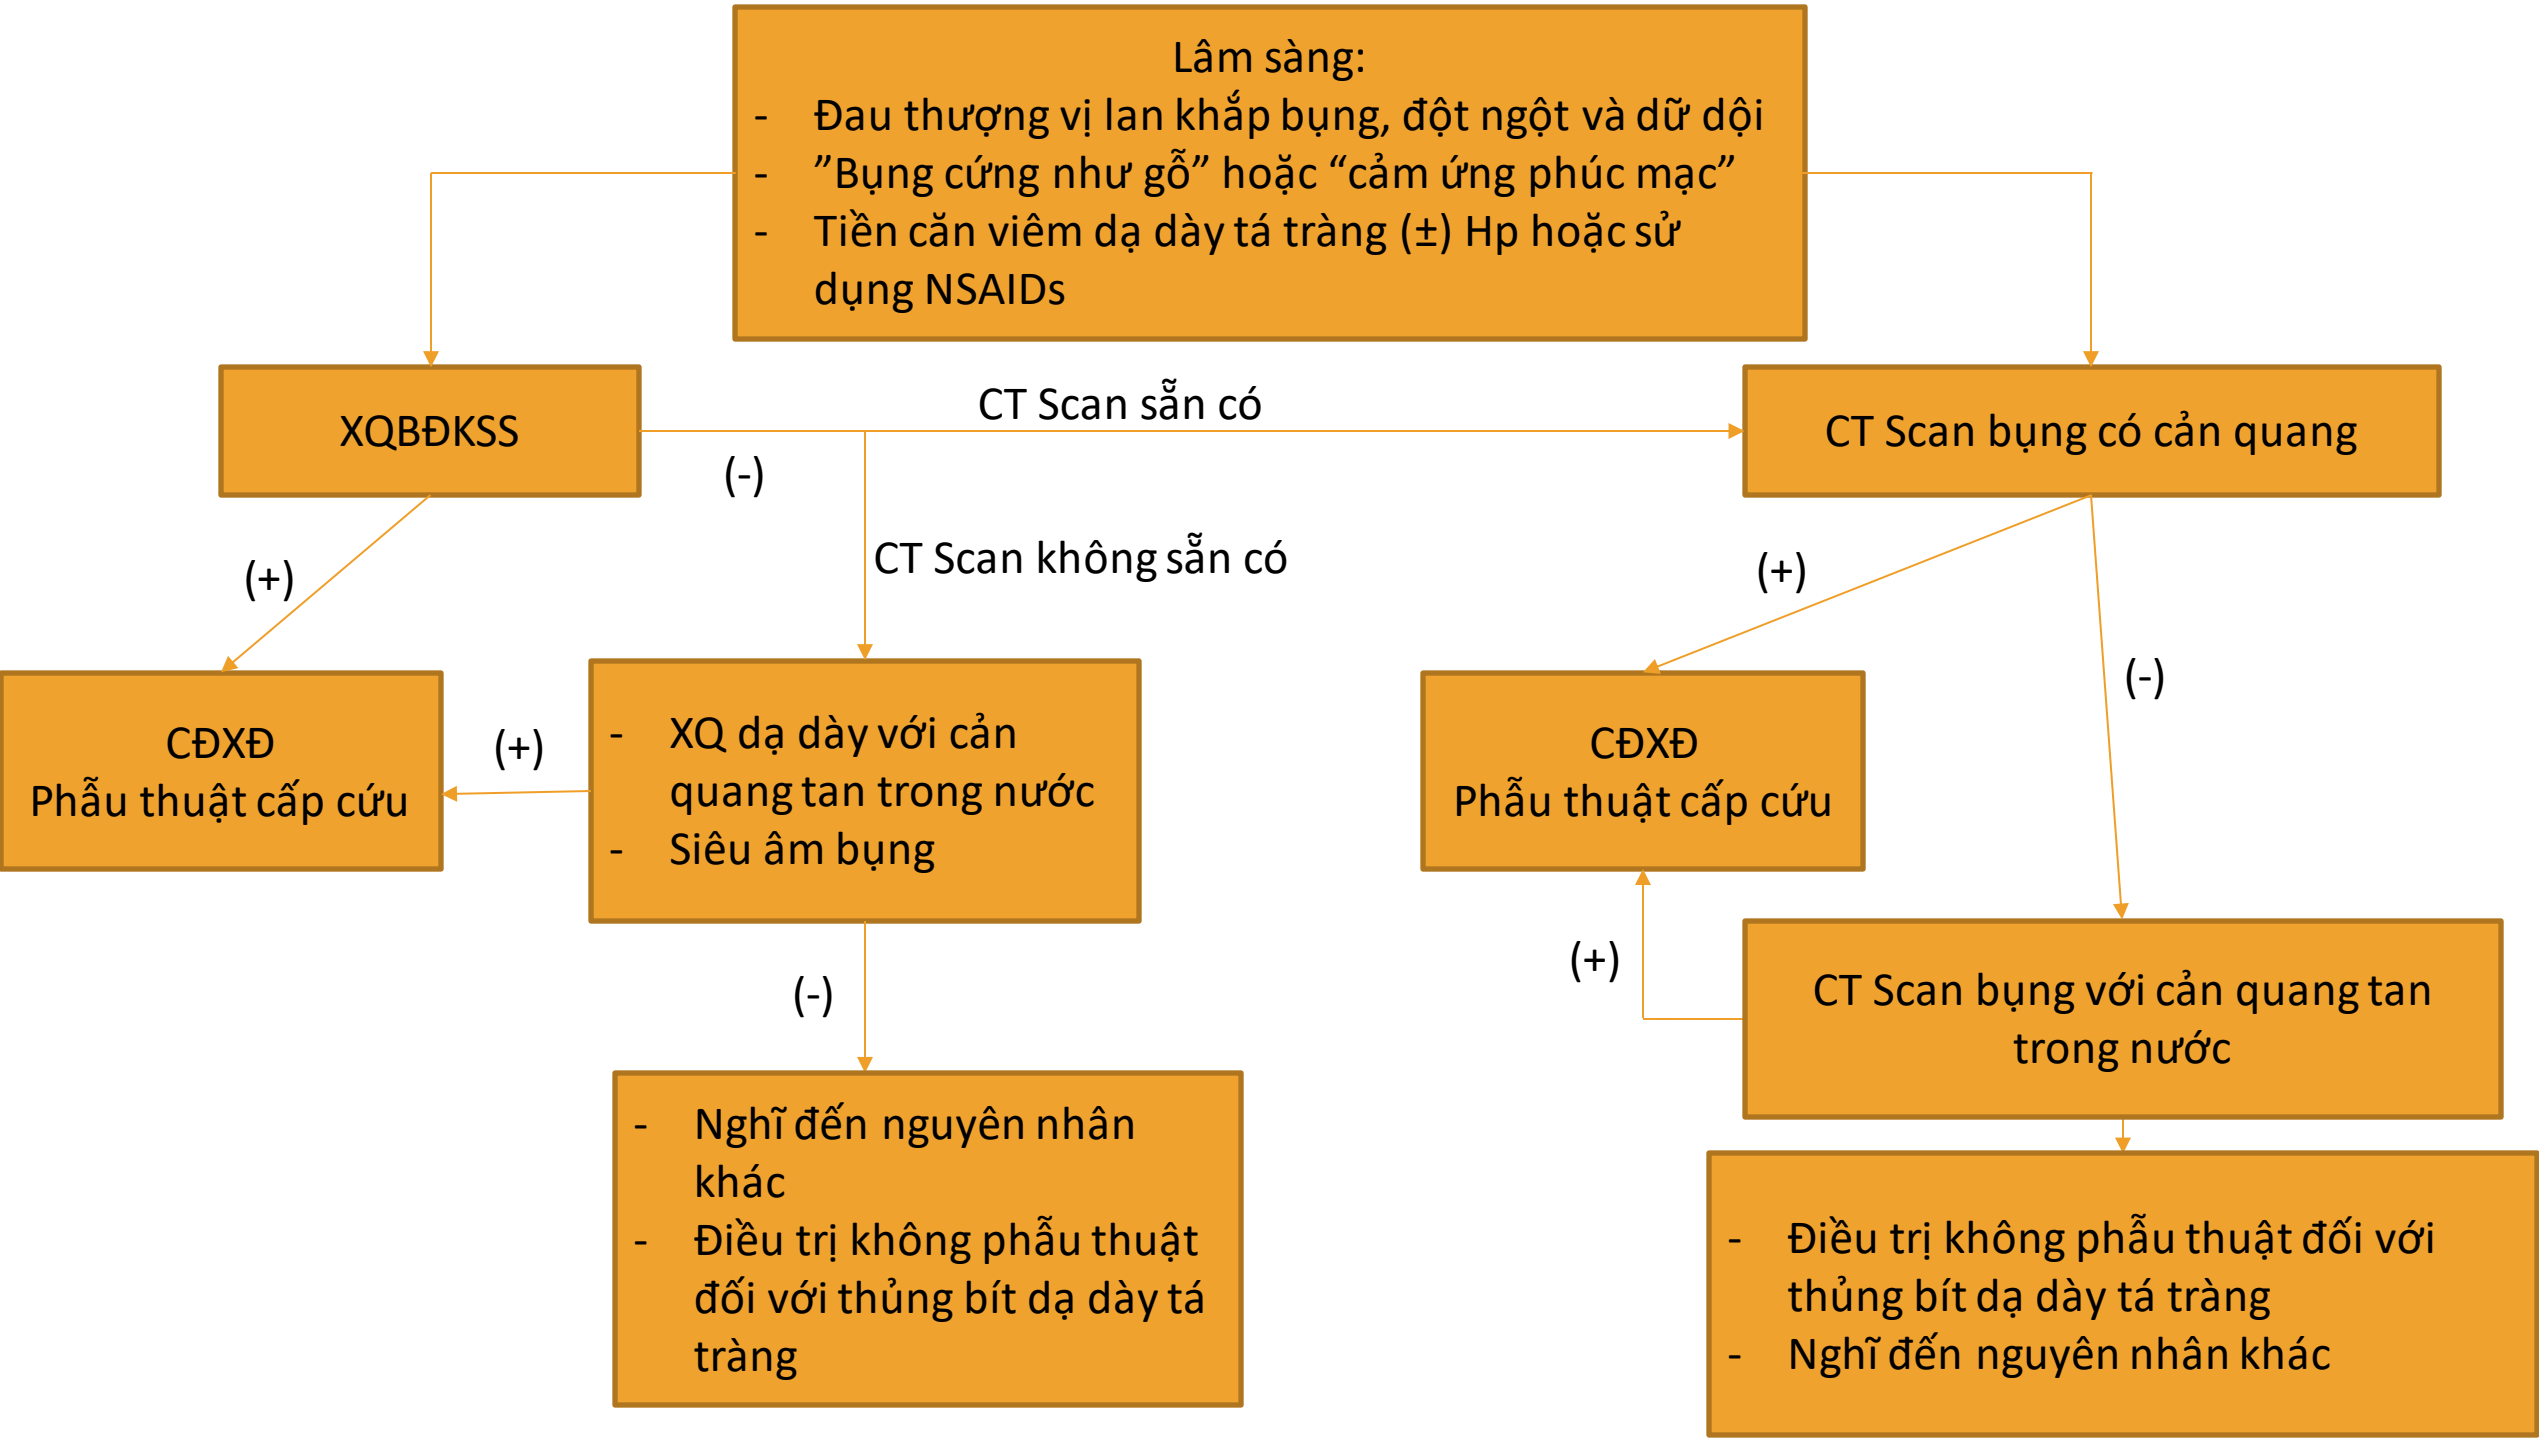 Lâm sàng:
- Đau thượng vị lan khắp bụng, đột ngột và dữ dội
- ”Bụng cứng như gỗ” hoặc “cảm ứng phúc mạc”
- Tiền căn viêm dạ dày tá tràng (±) Hp hoặc sử
dụng NSAIDs
XQBĐKSS
CT Scan sẵn có
CT Scan bụng có cản quang
(-)
CT Scan không sẵn có
(+)
(+)
(-)
CĐXĐ
Phẫu thuật cấp cứu
(+)
- XQ dạ dày với cản
quang tan trong nước
- Siêu âm bụng
CĐXĐ
Phẫu thuật cấp cứu
(-)
(+)
CT Scan bụng với cản quang tan
trong nước
- Nghĩ đến nguyên nhân
khác
- Điều trị không phẫu thuật
đối với thủng bít dạ dày tá
tràng
- Điều trị không phẫu thuật đối với
thủng bít dạ dày tá tràng
- Nghĩ đến nguyên nhân khác